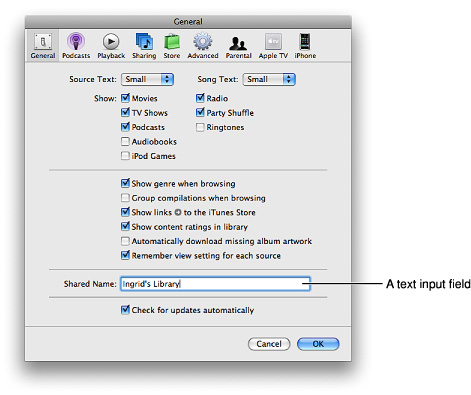 General
General Podcasts Playback Sharing Store Advanced Parental Apple TV iPhone
Source Text: Small Song Text: Small
Show: Movies Radio
TV Shows Party Shuffle
Podcasts Ringtones
Audiobooks
iPod Games
Show genre when browsing
Group compilations when browsing
Show links to the iTunes Store
Show content ratings in library
Automatically download missing album artwork
Remember view setting for each source
Shared Name: Ingrid's Library A text input field
Check for updates automatically
Cancel OK